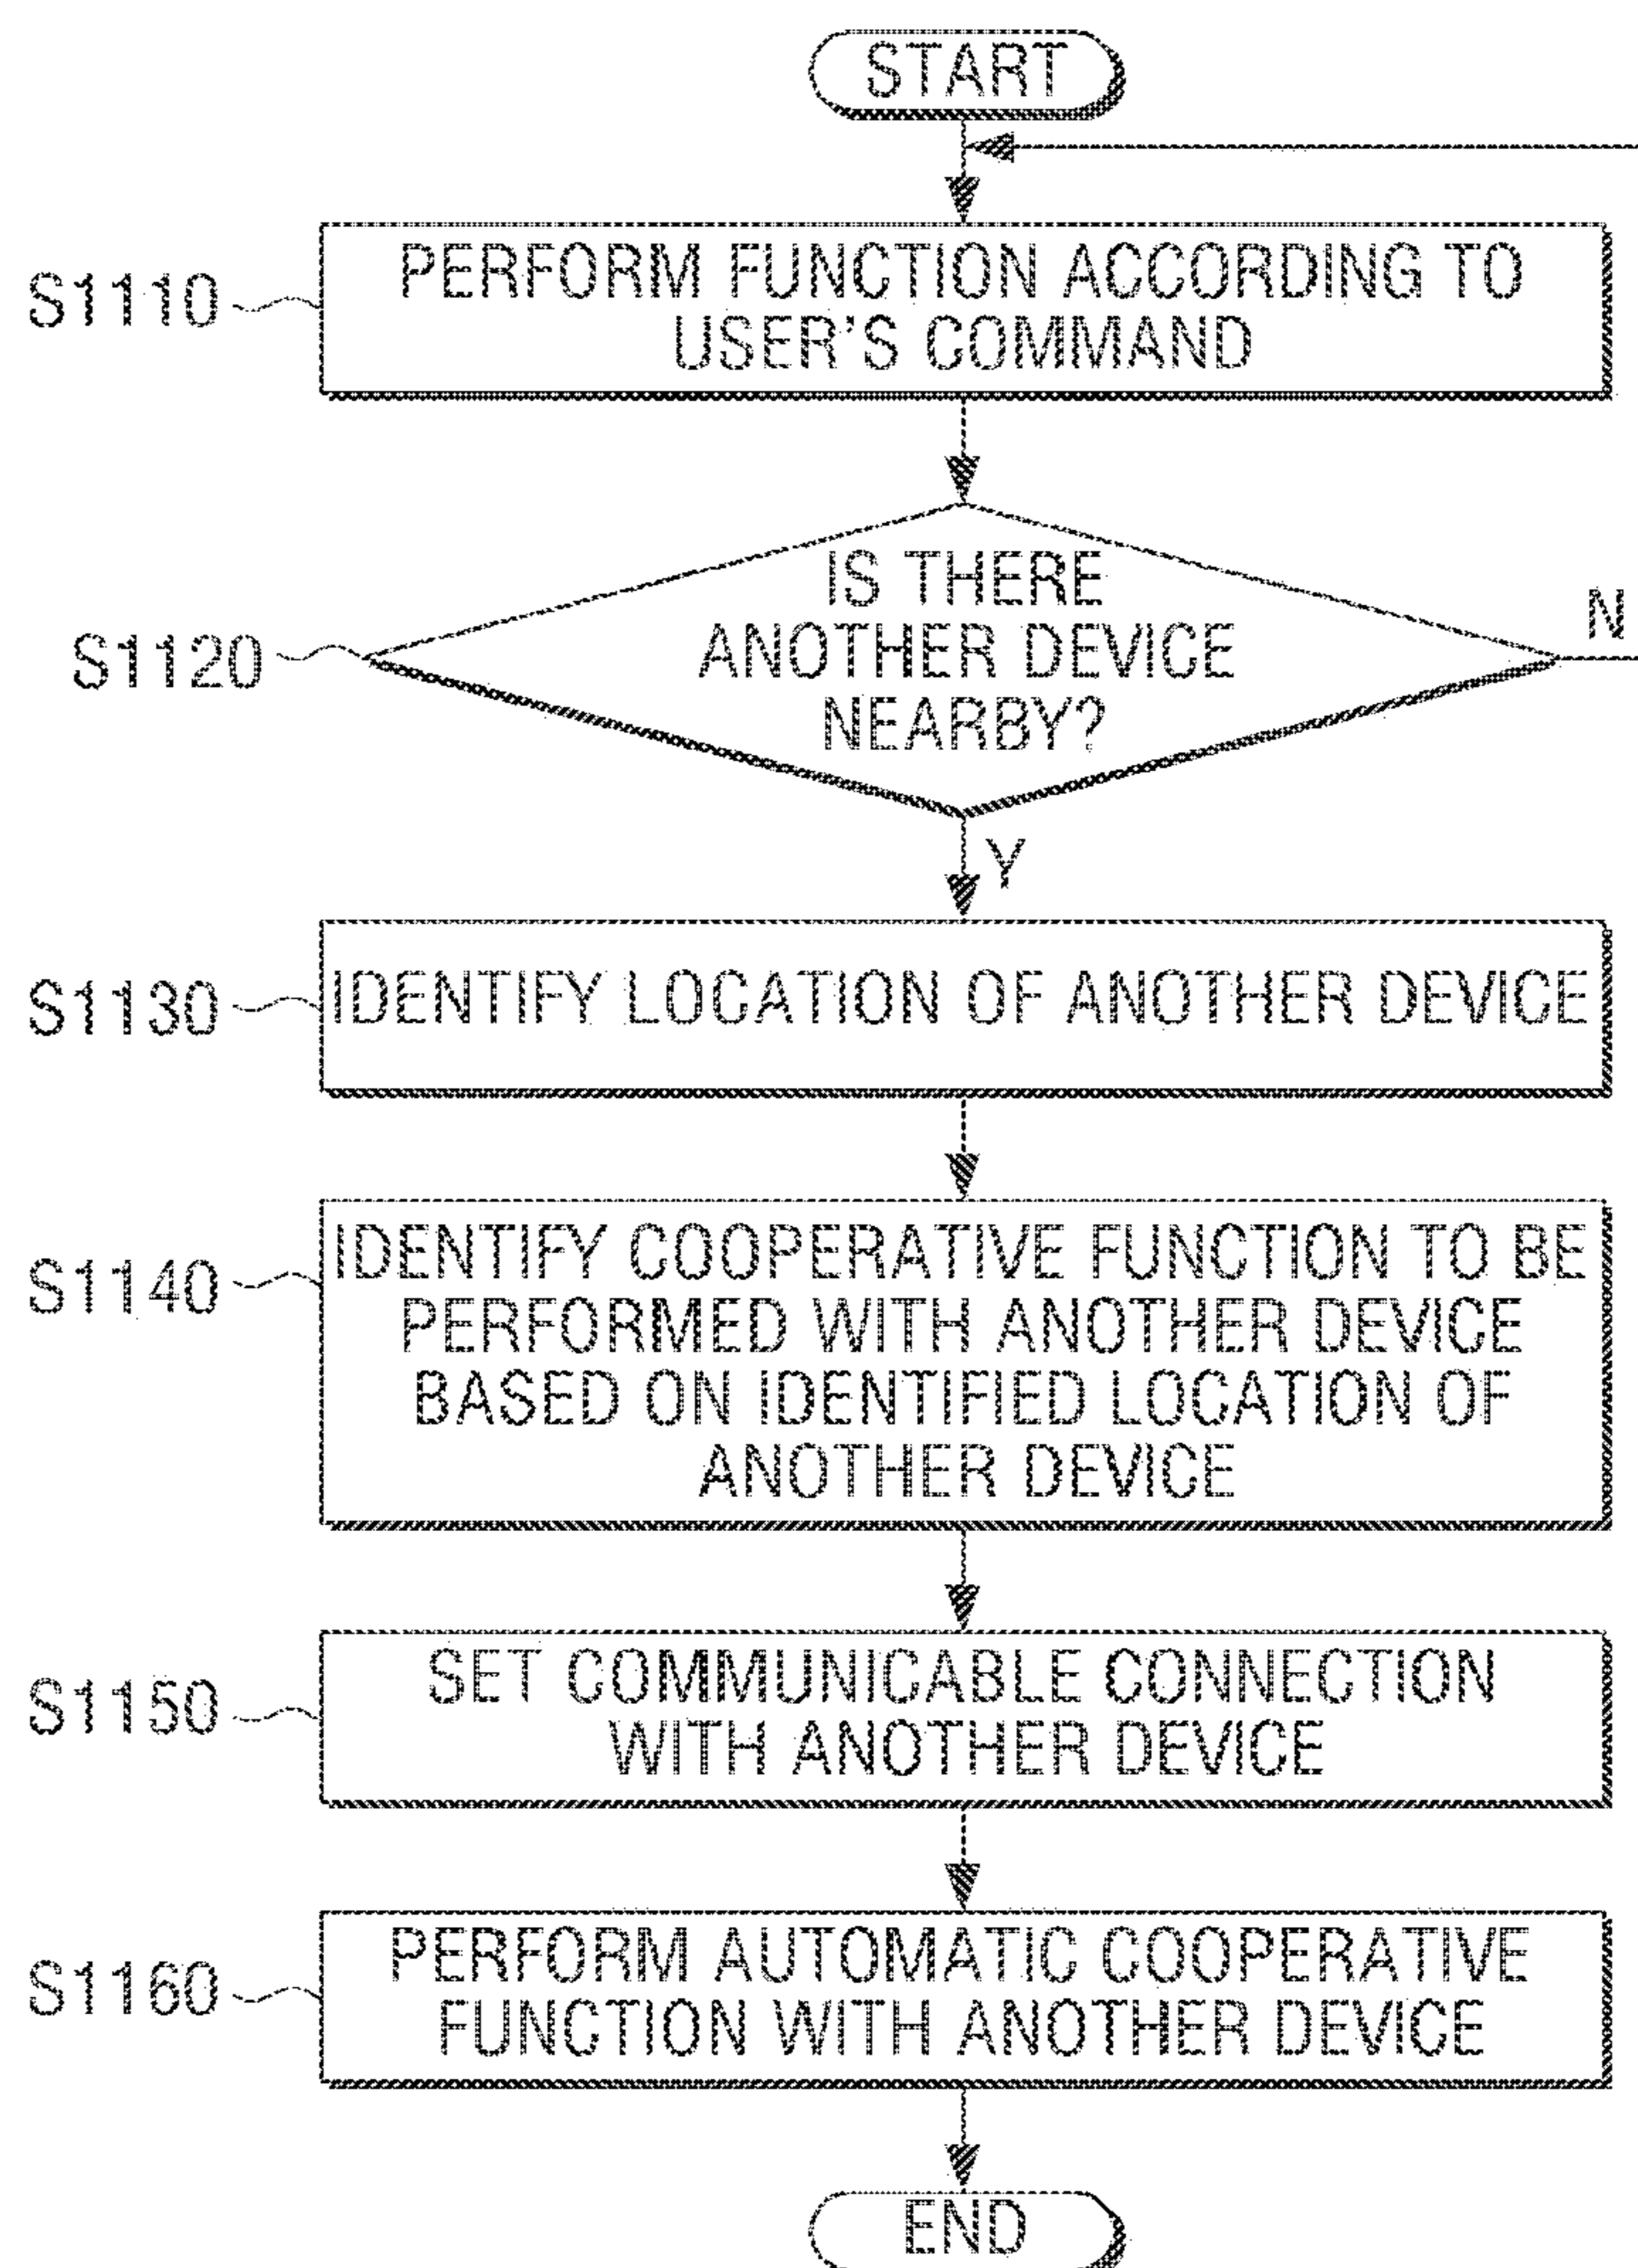 START
S1110
PERFORM FUNCTION ACCORDING TO
USER'S COMMAND
IS THERE
ANOTHER DEVICE
NEARBY?
S1120
N
Y
S1130
IDENTIFY LOCATION OF ANOTHER DEVICE
S1140
IDENTIFY COOPERATIVE FUNCTION TO BE
PERFORMED WITH ANOTHER DEVICE
BASED ON IDENTIFIED LOCATION OF
ANOTHER DEVICE
S1150
SET COMMUNICABLE CONNECTION
WITH ANOTHER DEVICE
S1160
PERFORM AUTOMATIC COOPERATIVE
FUNCTION WITH ANOTHER DEVICE
END